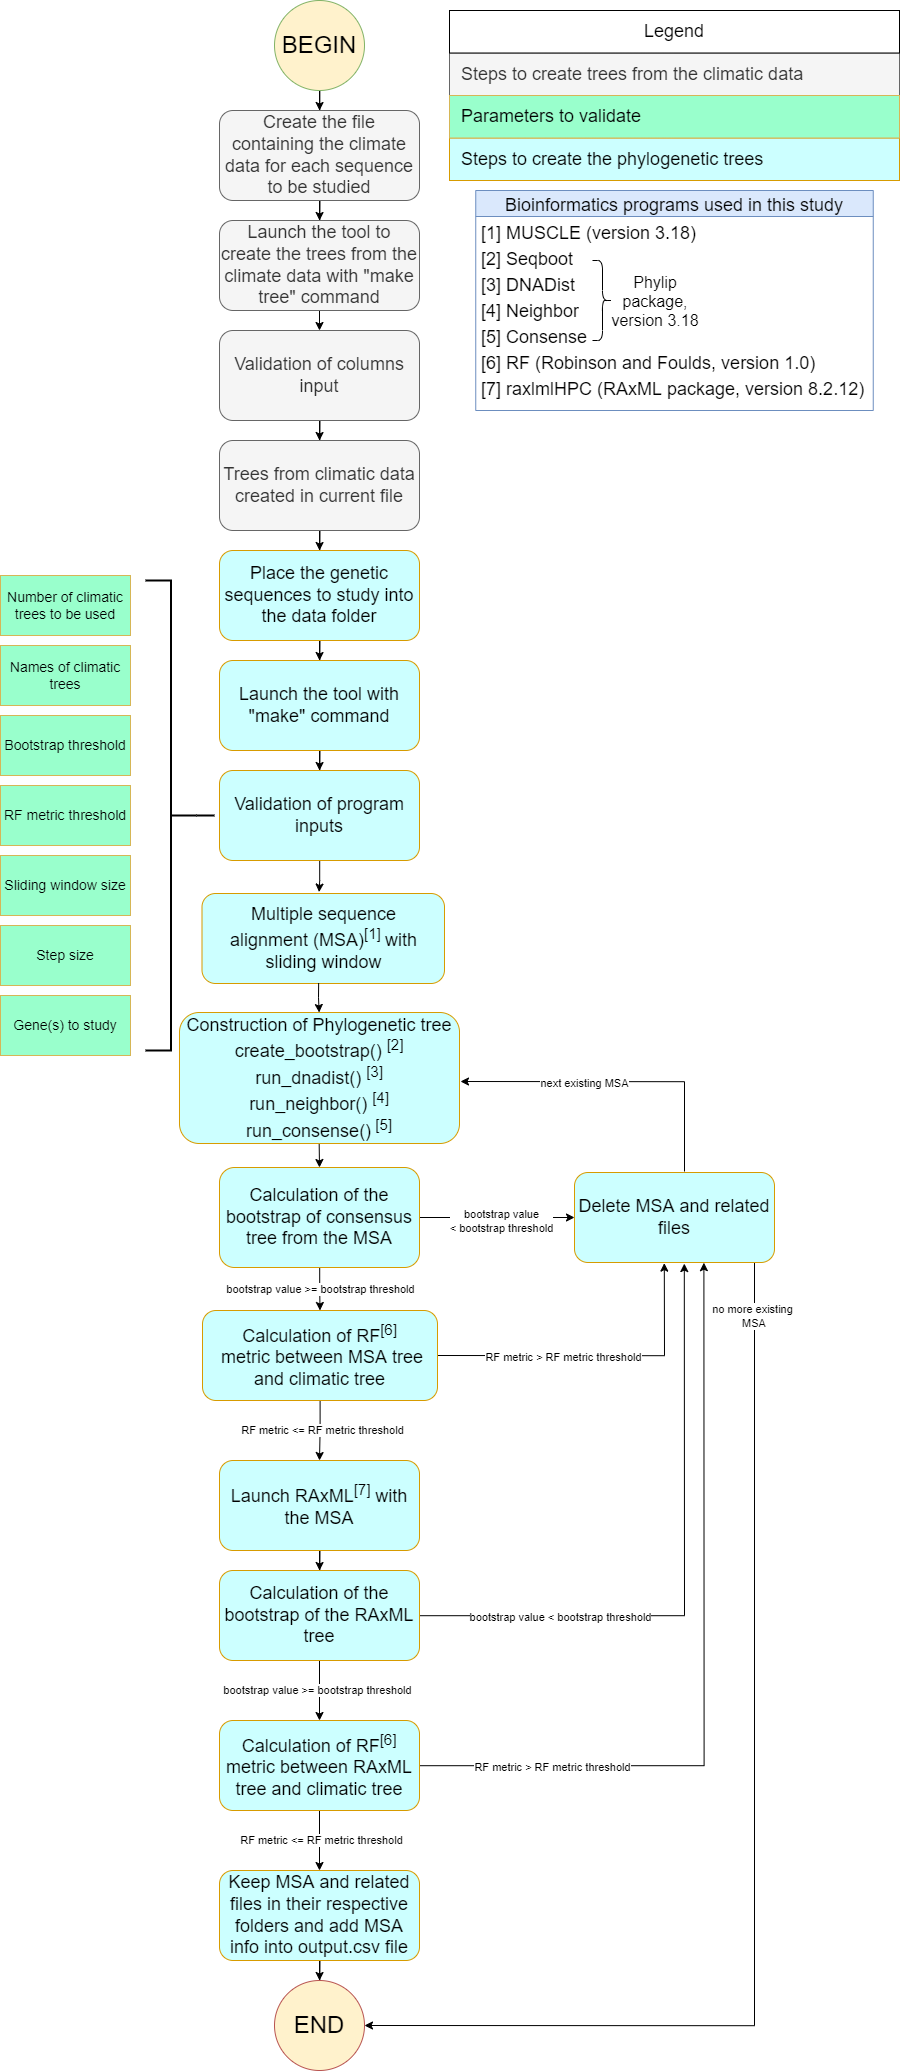 BEGIN
Legend
Steps to create trees from the climatic data
Parameters to validate
Steps to create the phylogenetic trees
Bioinformatics programs used in this study
[1] MUSCLE (version 3.18)
[2] Seqboot
[3] DNADist
[4] Neighbor
[5] Consense
Phylip
package,
version 3.18
[6] RF (Robinson and Foulds, version 1.0)
[7] raxlmlHPC (RAxML package, version 8.2.12)
Create the file
containing the climate
data for each sequence
to be studied
Launch the tool to
create the trees from the
climate data with "make
tree" command
Validation of columns
input
Trees from climatic data
created in current file
Place the genetic
sequences to study into
the data folder
Launch the tool with
"make" command
Validation of program
inputs
Number of climatic
trees to be used
Names of climatic
trees
Bootstrap threshold
RF metric threshold
Sliding window size
Step size
Gene(s) to study
Multiple sequence
alignment (MSA)[1] with
sliding window
Construction of Phylogenetic tree
create_bootstrap() [2]
run_dnadist() [3]
run_neighbor() [4]
run_consense() [5]
next existing MSA
Calculation of the
bootstrap of consensus
tree from the MSA
bootstrap value
< bootstrap threshold
Delete MSA and related
files
bootstrap value >= bootstrap threshold
no more existing
MSA
Calculation of RF[6]
metric between MSA tree
and climatic tree
RF metric > RF metric threshold
RF metric <= RF metric threshold
Launch RAxML[7] with
the MSA
Calculation of the
bootstrap of the RAxML
tree
bootstrap value < bootstrap threshold
bootstrap value >= bootstrap threshold
Calculation of RF[6]
metric between RAxML
tree and climatic tree
RF metric > RF metric threshold
RF metric <= RF metric threshold
Keep MSA and related
files in their respective
folders and add MSA
info into output.csv file
END